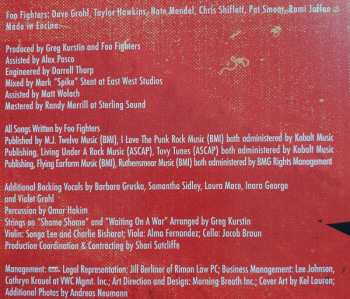 Foo Fighters: Dave Grohl, Taylor Hawkins, Nate Mendel, Chris Shiflett, Pat Smear, Rami Jaffee
Made in Encino.
Produced by Greg Kurstin and Foo Fighters
Assisted by Alex Pasco
Engineered by Darrell Thorp
Mixed by Mark "Spike" Stent at East West Studios
Assisted by Matt Wolach
Mastered by Randy Merrill at Sterling Sound
All Songs Written by Foo Fighters
Published by M.J. Twelve Music (BMI), I Love The Punk Rock Music (BMI) both administered by Kobalt Music
Publishing, Living Under A Rock Music (ASCAP), Tovy Tunes (ASCAP) both administered by Kobalt Music
Publishing, Flying Earform Music (BMI), Ruthensmear Music (BMI) both administered by BMG Rights Management
Additional Backing Vocals by Barbara Gruska, Samantha Sidley, Laura Mace, Inara George
and Violet Grohl
Percussion by Omar Hakim
Strings on "Shame Shame" and "Waiting On A War" Arranged by Greg Kurstin
Violin: Songa Lee and Charlie Bisharat; Viola: Alma Fernandez; Cello: Jacob Braun
Production Coordination & Contracting by Shari Sutcliffe
Management: Legal Representation; Jill Berliner of Rimon Law PC; Business Management: Lee Johnson,
Cathryn Krauel at VWC Mgmt. Inc.; Art Direction and Design: Morning Breath Inc.; Cover Art by Kel Lauren;
Additional Photos by Andreas Neumann